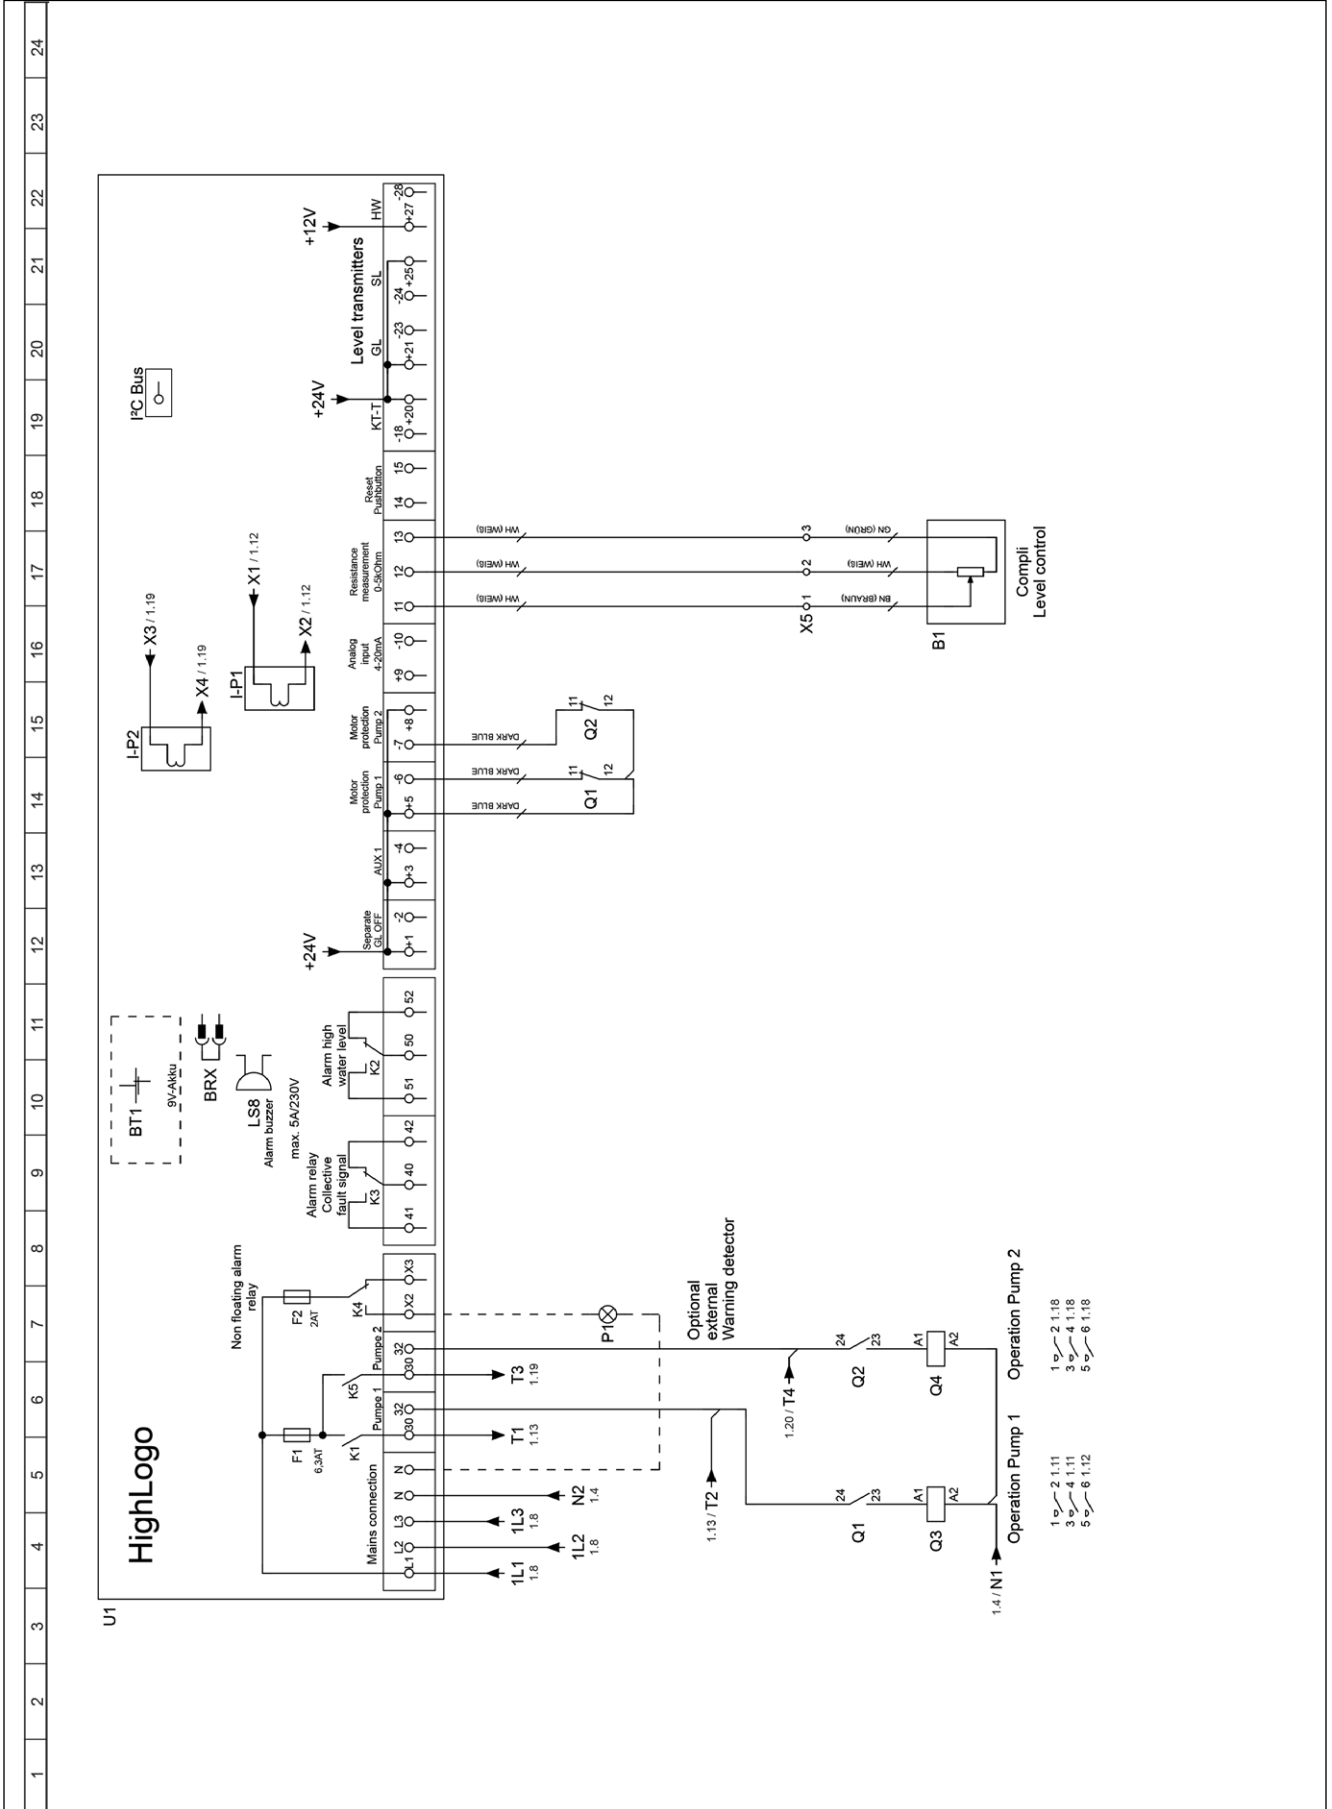 1 2 3 4 5 6 7 8 9 10 11 12 13 14 15 16 17 18 19 20 21 22 23 24
U1
HighLogo
BT1
9V-Akku
BRX
LS8
Alarm buzzer
max. 5A/230V
I-P2
X3 / 1.19
X4 / 1.19
I-P1
X1 / 1.12
X2 / 1.12
I²C Bus
Non floating alarm
relay
F1
6,3AT
F2
2AT
K1
K5
K4
Alarm relay
Collective
fault signal
K3
Alarm high
water level
K2
+24V
+24V
+12V
Level transmitters
Mains connection
Pumpe 1
Pumpe 2
Separate
GL OFF
AUX 1
Motor
protection
Pump 1
Motor
protection
Pump 2
Analog
input
4-20mA
Resistance
measurement
0-5kOhm
Reset
Pushbutton
KT-T
GL
SL
HW
L1 L2 L3 N N 30 32 30 32 X2 X3
41 40 42 51 50 52
+1 -2 +3 -4 +5 -6 -7 +8 +9 -10 11 12 13 14 15 -18 +20 +21 -23 -24 +25 +27 -28
1L1
1.8
1L2
1.8
1L3
1.8
N2
1.4
T1
1.13
T3
1.19
P1
Optional
external
Warning detector
DARK BLUE
DARK BLUE
DARK BLUE
Q1
11
12
Q2
11
12
WH (WEIß)
WH (WEIß)
WH (WEIß)
X5
1 2 3
BN (BRAUN)
WH (WEIß)
GN (GRÜN)
B1
Compli
Level control
1.13 / T2
1.20 / T4
Q1
24
23
Q2
24
23
Q3
A1
A2
Q4
A1
A2
1.4 / N1
Operation Pump 1
1 2 1.11
3 4 1.11
5 6 1.12
Operation Pump 2
1 2 1.18
3 4 1.18
5 6 1.18